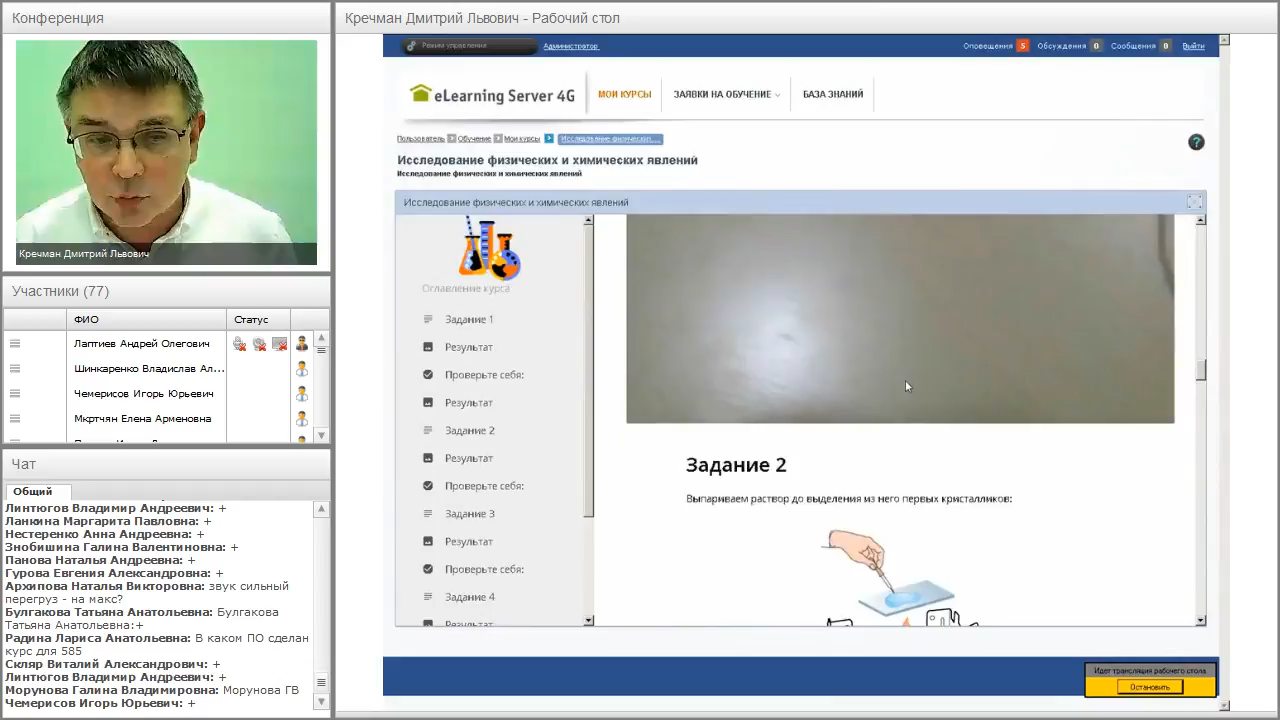 Конференция
Кречман Дмитрий Львович
Участники (77)
ФИО
Статус
Лаптиев Андрей Олегович
Шинкаренко Владислав Ал...
Чемерисов Игорь Юрьевич
Мкртчян Елена Арменовна
Чат
Общий
Линтюгов Владимир Андреевич: +
Ланкина Маргарита Павловна: +
Нестеренко Анна Андреевна: +
Знобишина Галина Валентиновна: +
Панова Наталья Андреевна: +
Гурова Евгения Александровна: +
Архипова Наталья Викторовна: звук сильный
перегруз - на макс?
Булгакова Татьяна Анатольевна: Булгакова
Татьяна Анатольевна:+
Радина Лариса Анатольевна: В каком ПО сделан
курс для 585
Скляр Виталий Александрович: +
Линтюгов Владимир Андреевич: +
Морунова Галина Владимировна: Морунова ГВ
Чемерисов Игорь Юрьевич: +
Кречман Дмитрий Львович - Рабочий стол
Режим управления
Администратор
Оповещения 5 Обсуждения 0 Сообщения 0 Выйти
eLearning Server 4G
МОИ КУРСЫ
ЗАЯВКИ НА ОБУЧЕНИЕ
БАЗА ЗНАНИЙ
Пользователь Обучение Мои курсы Исследование физических ...
?
Исследование физических и химических явлений
Исследование физических и химических явлений
Исследование физических и химических явлений
Оглавление курса
Задание 1
Результат
Проверьте себя:
Результат
Задание 2
Результат
Проверьте себя:
Задание 3
Результат
Проверьте себя:
Задание 4
Результат
Задание 2
Выпариваем раствор до выделения из него первых кристалликов:
Идет трансляция рабочего стола
Остановить